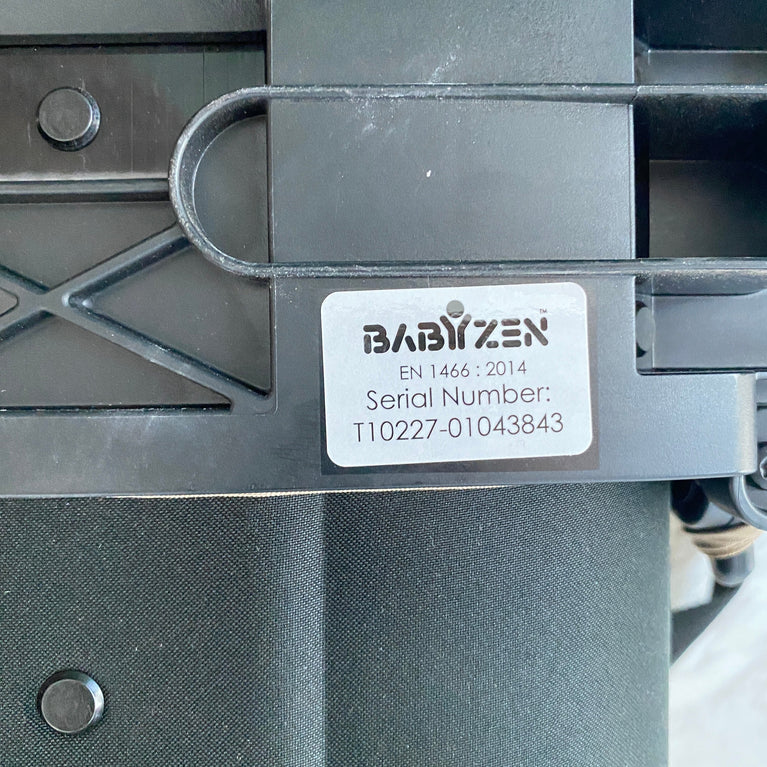 BABYZEN™
EN 1466 : 2014
Serial Number:
T10227-01043843